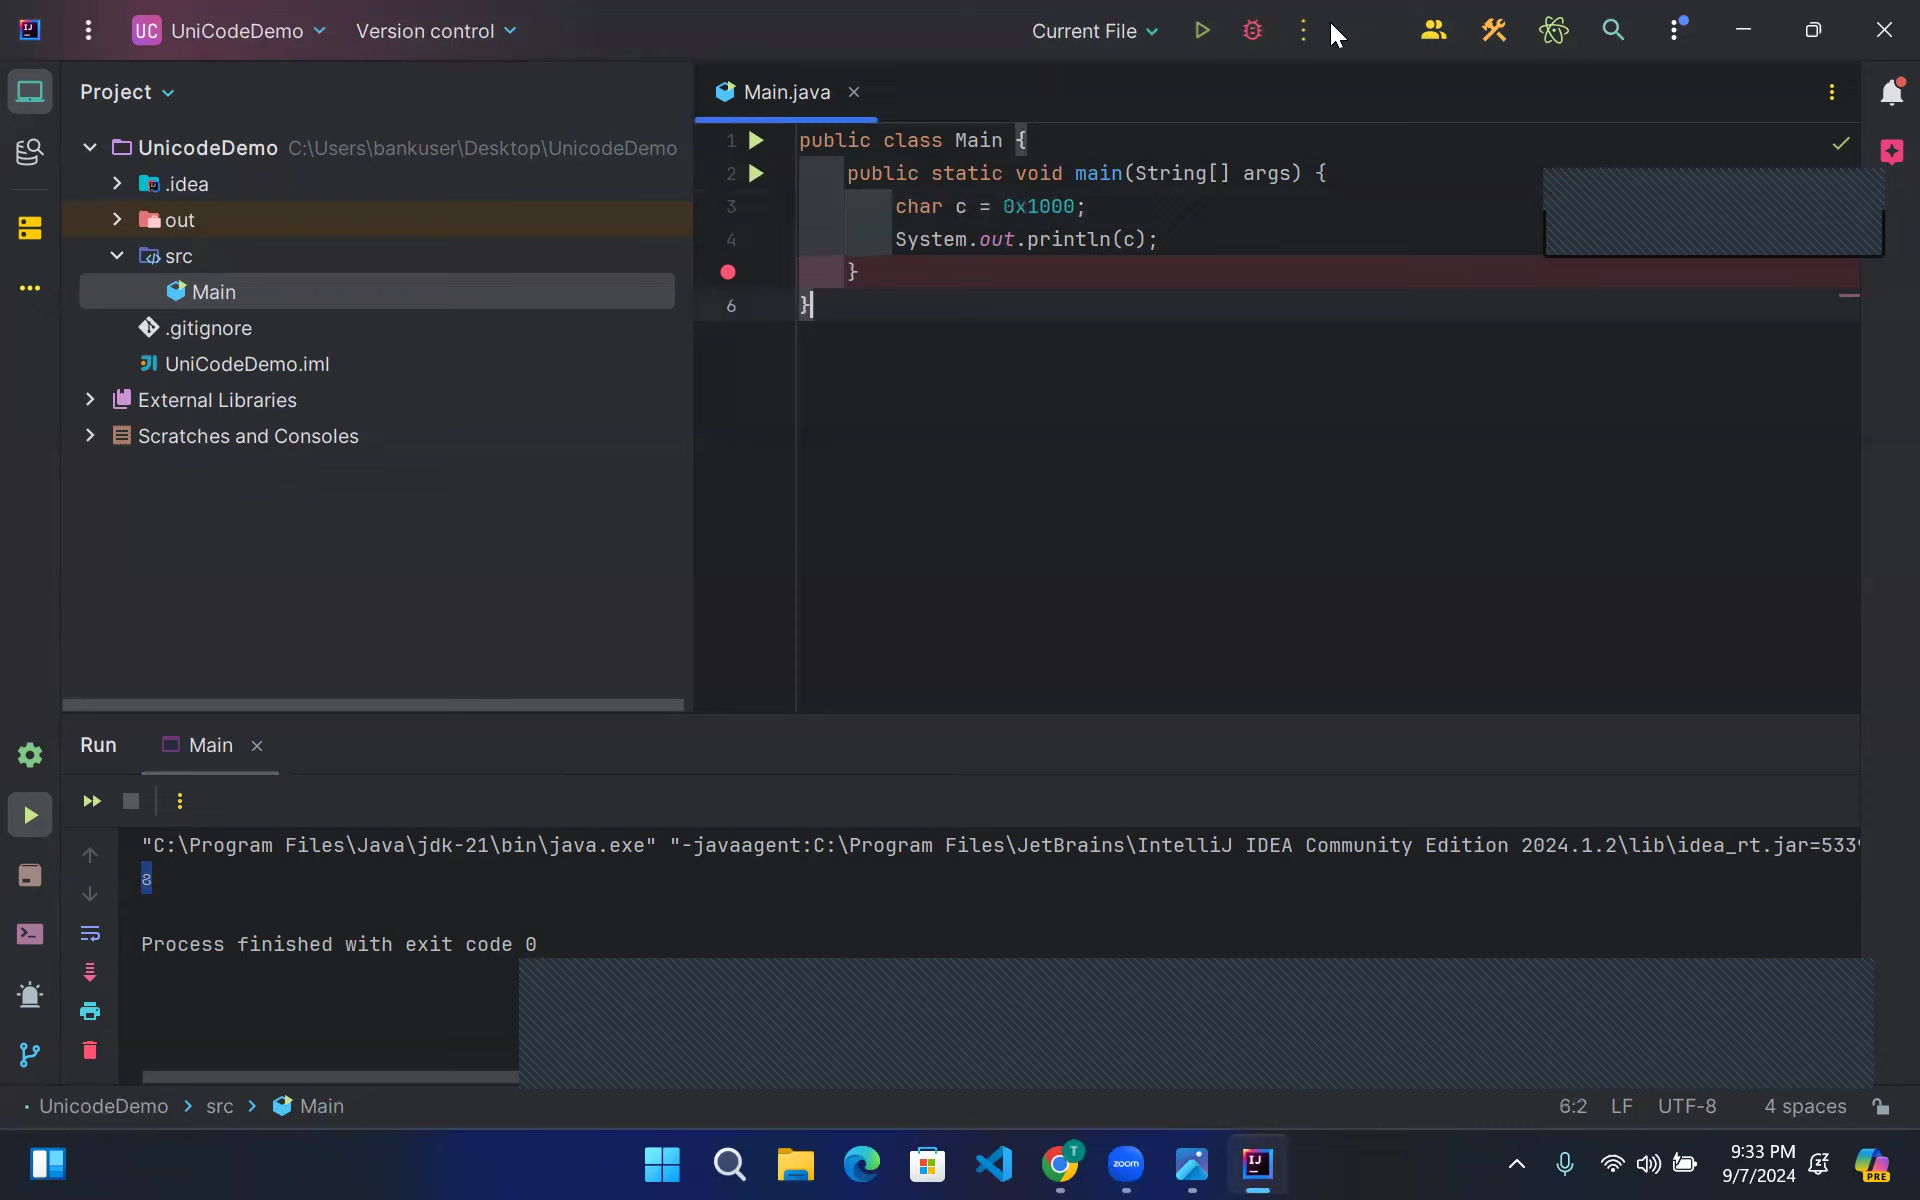 UC UniCodeDemo Version control Current File
Project
Main.java
UnicodeDemo C:\Users\bankuser\Desktop\UnicodeDemo
.idea
out
src
Main
.gitignore
UniCodeDemo.iml
External Libraries
Scratches and Consoles
1 public class Main {
2 public static void main(String[] args) {
3 char c = 0x1000;
4 System.out.println(c);
}
6 }
Run Main
"C:\Program Files\Java\jdk-21\bin\java.exe" "-javaagent:C:\Program Files\JetBrains\IntelliJ IDEA Community Edition 2024.1.2\lib\idea_rt.jar=533
က
Process finished with exit code 0
UnicodeDemo > src > Main 6:2 LF UTF-8 4 spaces
zoom
T
IJ
9:33 PM
9/7/2024
PRE